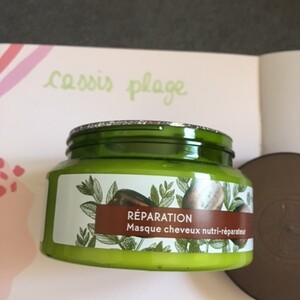 cassis plage
RÉPARATION
Masque cheveux nutri-réparateur